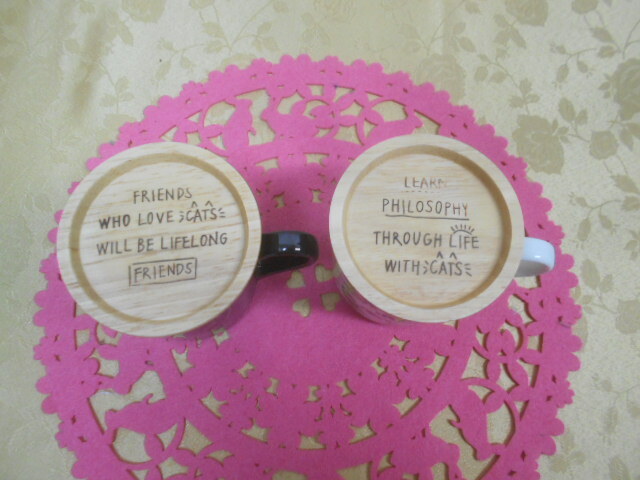 FRIENDS
WHO LOVE CATS
WILL BE LIFELONG
FRIENDS
LEARN
PHILOSOPHY
THROUGH LIFE
WITH CATS